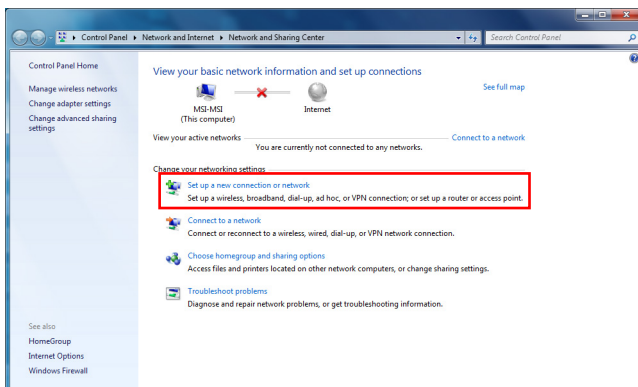 Control Panel ▸ Network and Internet ▸ Network and Sharing Center
Search Control Panel
Control Panel Home
Manage wireless networks
Change adapter settings
Change advanced sharing
settings
View your basic network information and set up connections
See full map
MSI-MSI
(This computer)
Internet
View your active networks
Connect to a network
You are currently not connected to any networks.
Change your networking settings
Set up a new connection or network
Set up a wireless, broadband, dial-up, ad hoc, or VPN connection; or set up a router or access point.
Connect to a network
Connect or reconnect to a wireless, wired, dial-up, or VPN network connection.
Choose homegroup and sharing options
Access files and printers located on other network computers, or change sharing settings.
Troubleshoot problems
Diagnose and repair network problems, or get troubleshooting information.
See also
HomeGroup
Internet Options
Windows Firewall